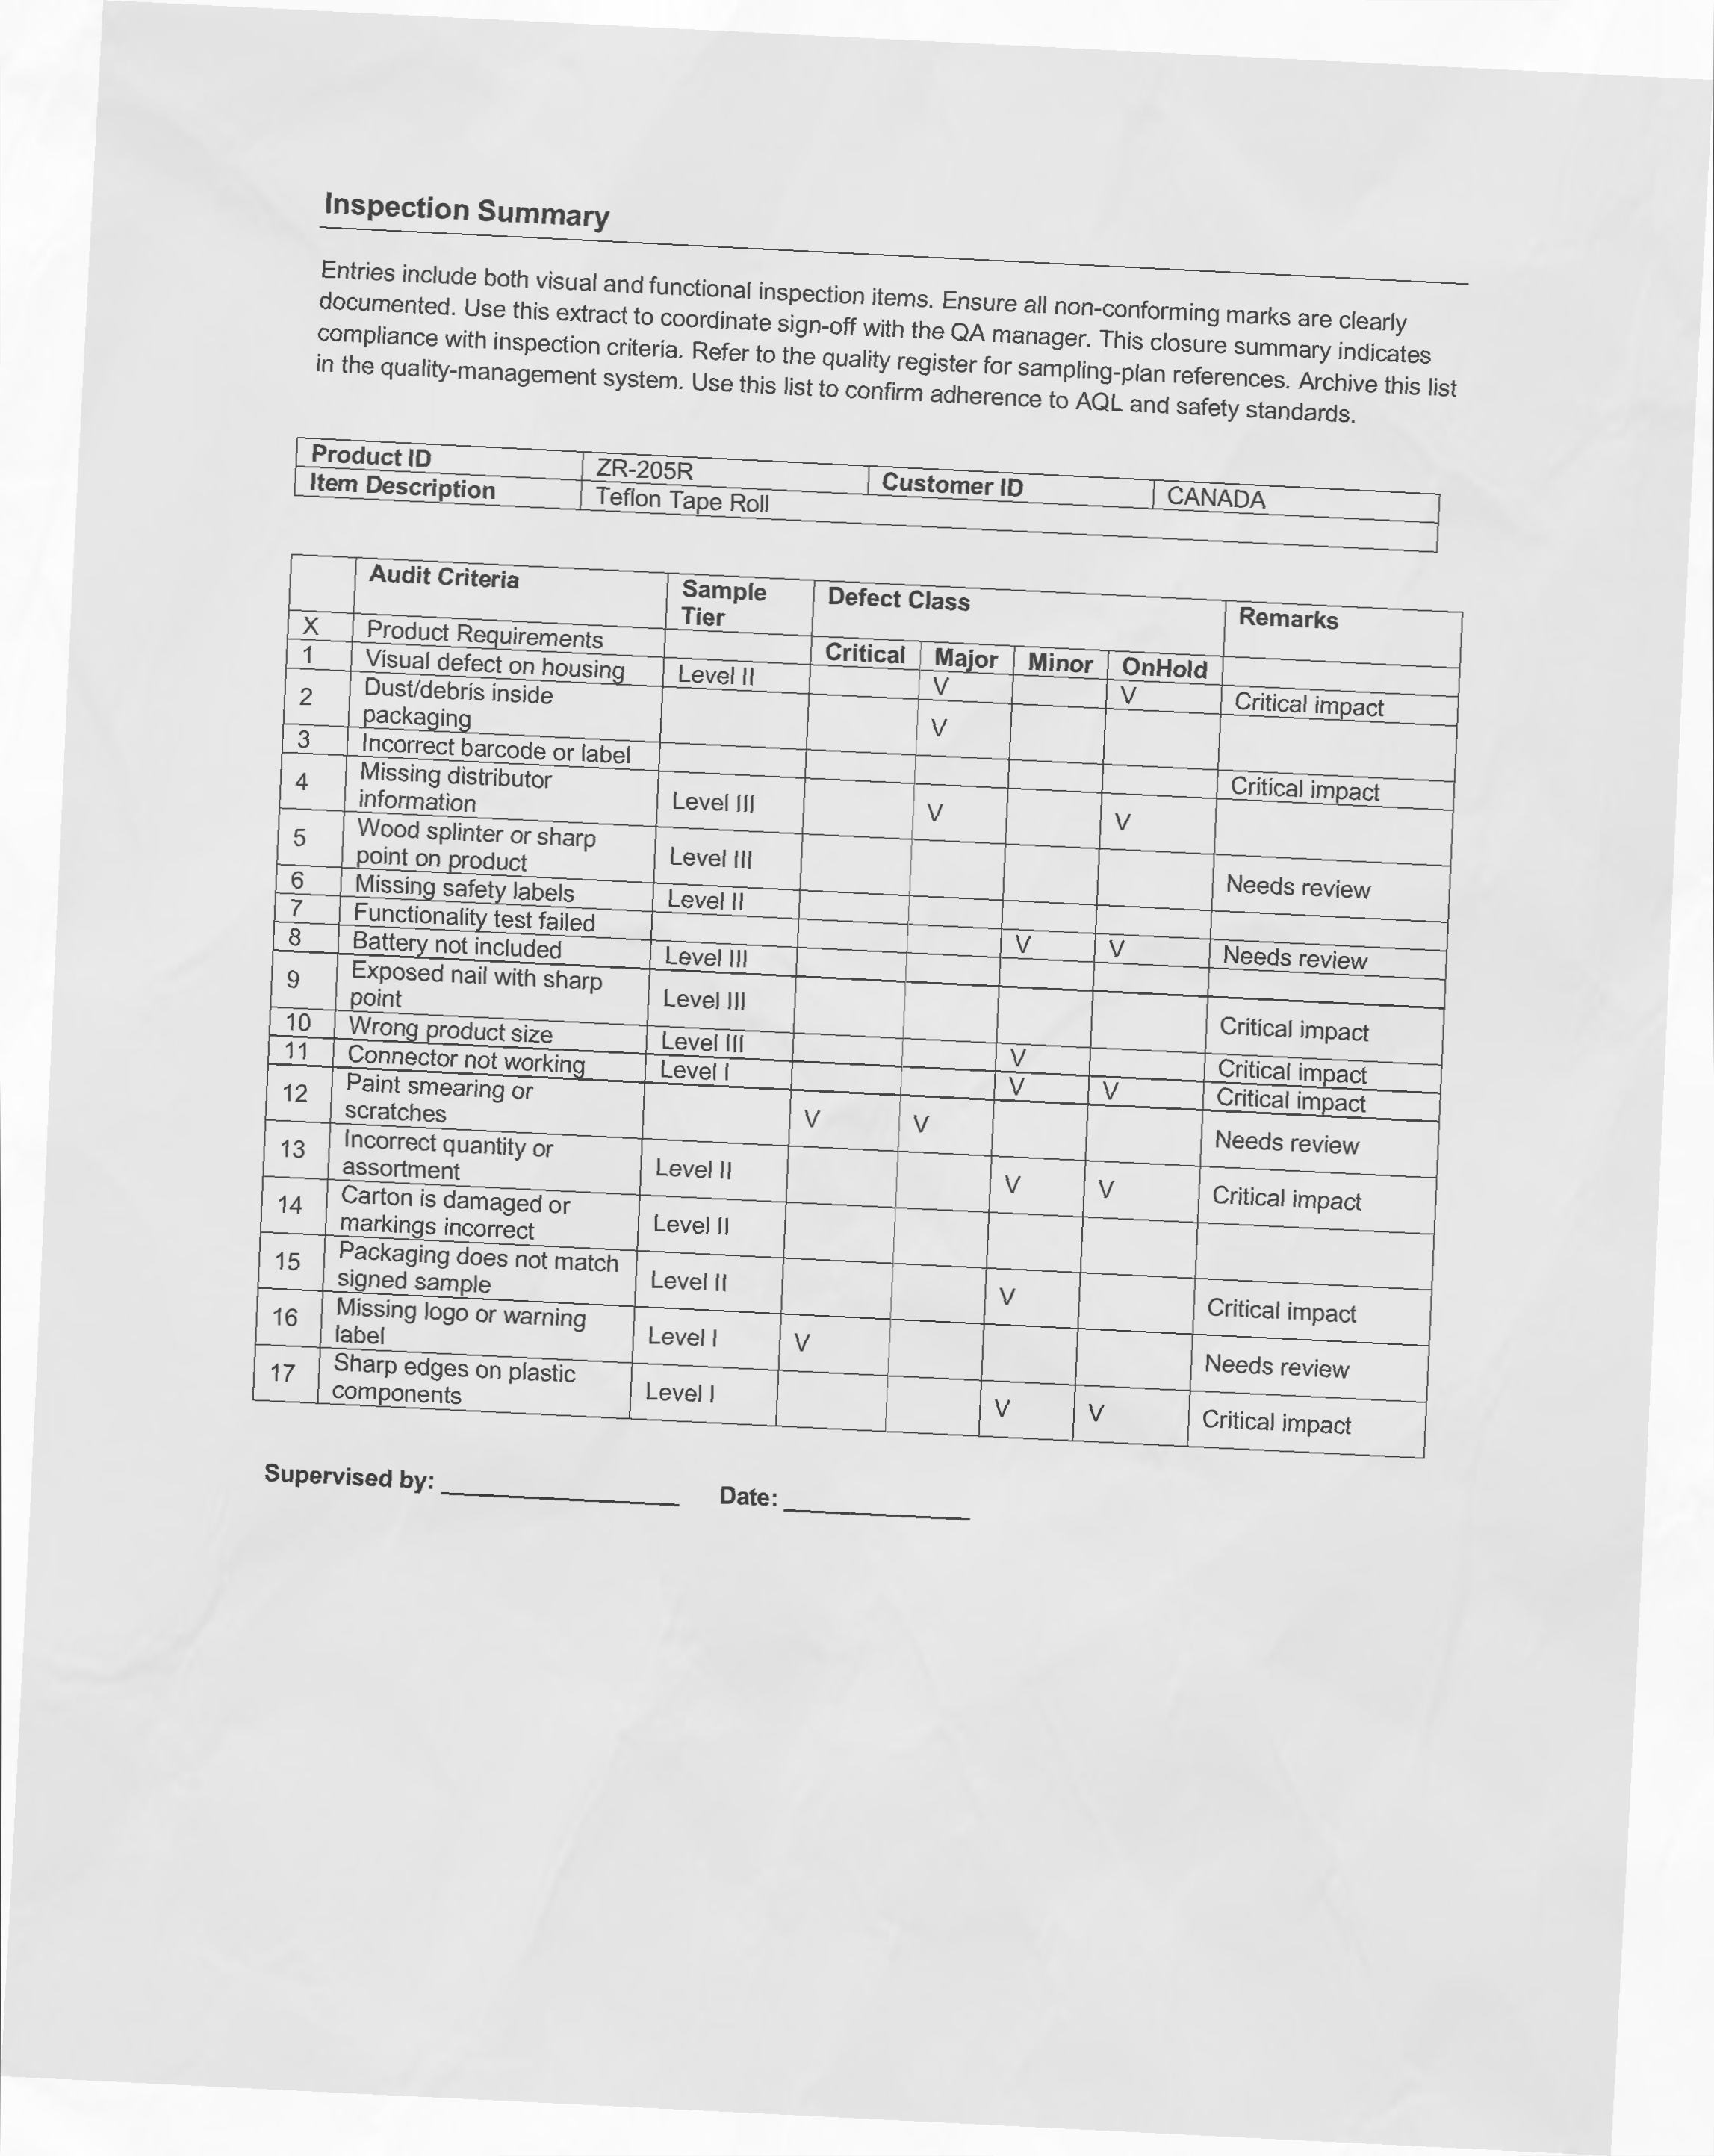 Inspection Summary
Entries include both visual and functional inspection items. Ensure all non-conforming marks are clearly
documented. Use this extract to coordinate sign-off with the QA manager. This closure summary indicates
compliance with inspection criteria. Refer to the quality register for sampling-plan references. Archive this list
in the quality-management system. Use this list to confirm adherence to AQL and safety standards.
Product ID ZR-205R Customer ID CANADA
Item Description Teflon Tape Roll
Audit Criteria Sample Defect Class Remarks
Tier
X Product Requirements Critical Major Minor OnHold
1 Visual defect on housing Level II V V Critical impact
2 Dust/debris inside V
packaging
3 Incorrect barcode or label Critical impact
4 Missing distributor Level III V V
information
5 Wood splinter or sharp Level III Needs review
point on product
6 Missing safety labels Level II
7 Functionality test failed V V Needs review
8 Battery not included Level III
9 Exposed nail with sharp Level III Critical impact
point
10 Wrong product size Level III V Critical impact
11 Connector not working Level I V V Critical impact
12 Paint smearing or V V Needs review
scratches
13 Incorrect quantity or Level II V V Critical impact
assortment
14 Carton is damaged or Level II
markings incorrect
15 Packaging does not match Level II V Critical impact
signed sample
16 Missing logo or warning Level I V Needs review
label
17 Sharp edges on plastic Level I V V Critical impact
components
Supervised by: Date: